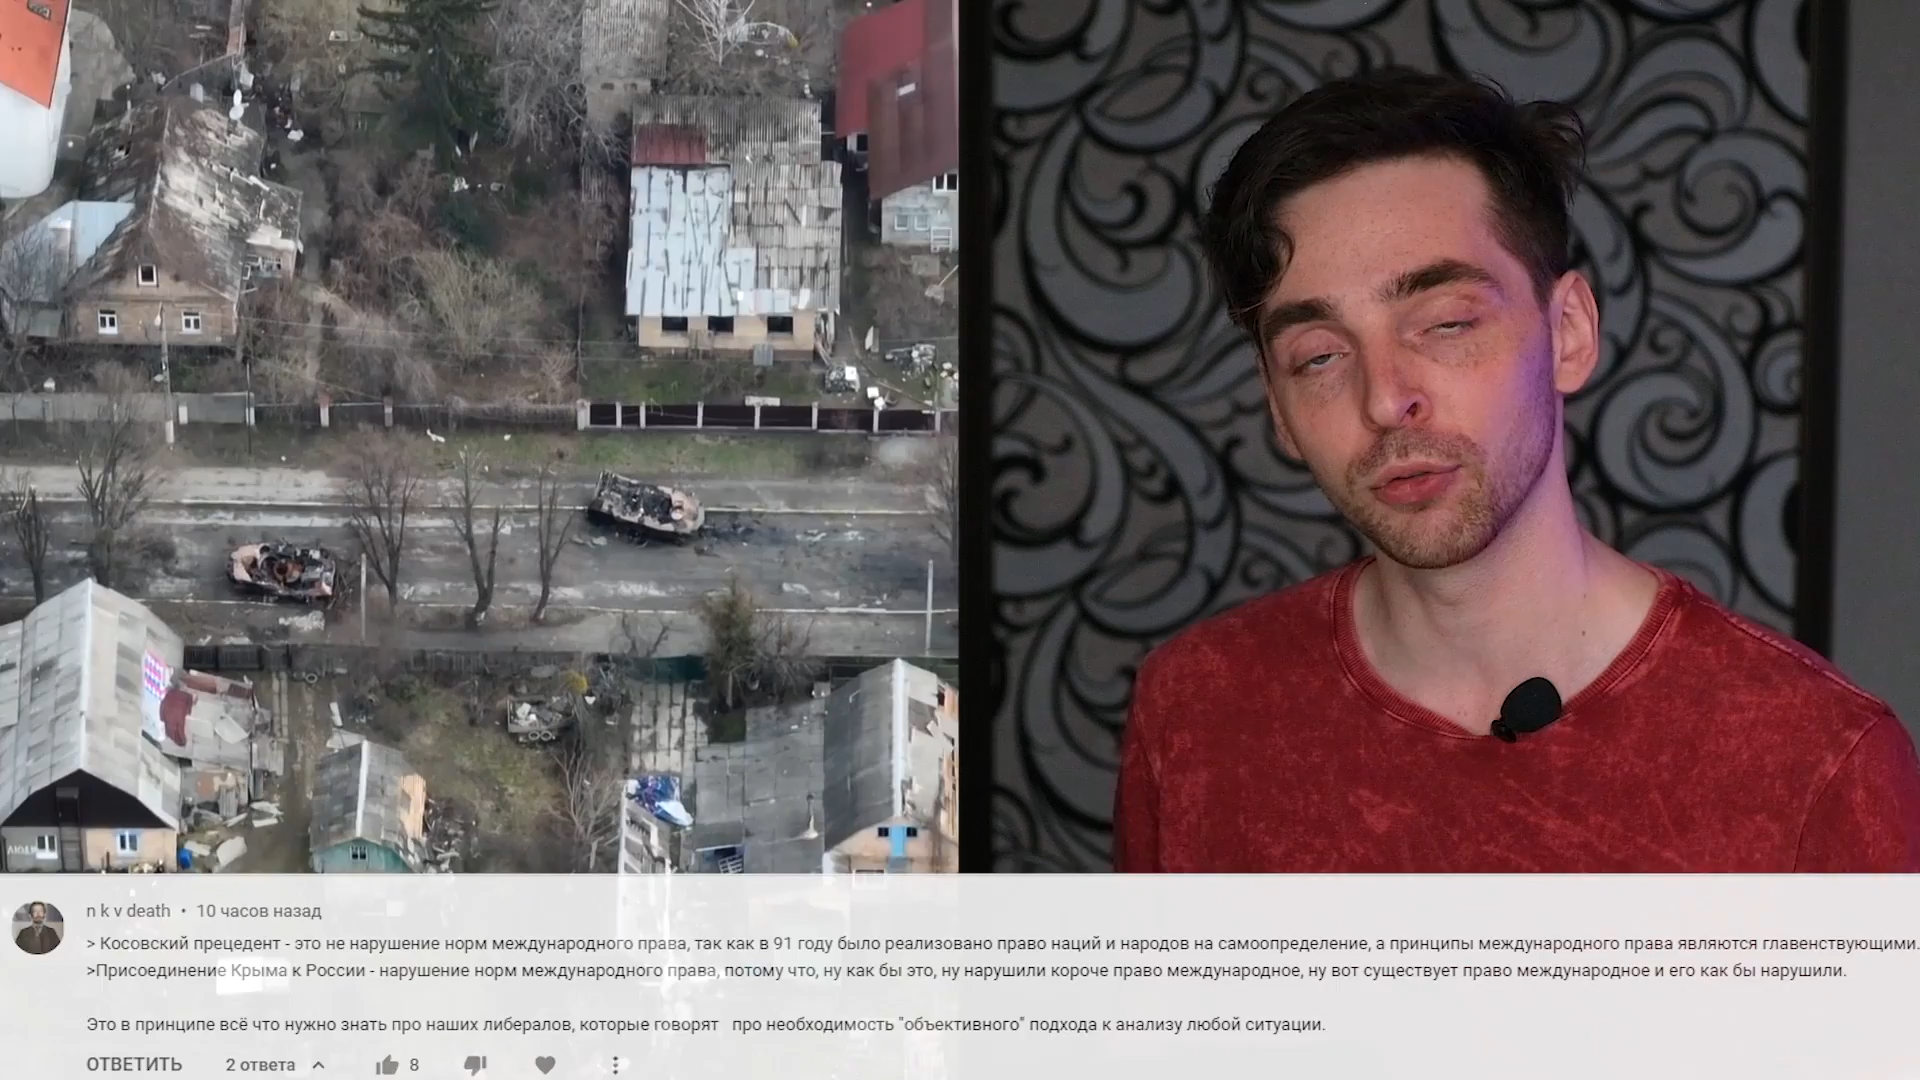 ЛЮДИ
n k v death • 10 часов назад
> Косовский прецедент - это не нарушение норм международного права, так как в 91 году было реализовано право наций и народов на самоопределение, а принципы международного права являются главенствующими.
>Присоединение Крыма к России - нарушение норм международного права, потому что, ну как бы это, ну нарушили короче право международное, ну вот существует право международное и его как бы нарушили.
Это в принципе всё что нужно знать про наших либералов, которые говорят про необходимость "объективного" подхода к анализу любой ситуации.
ОТВЕТИТЬ 2 ответа 8